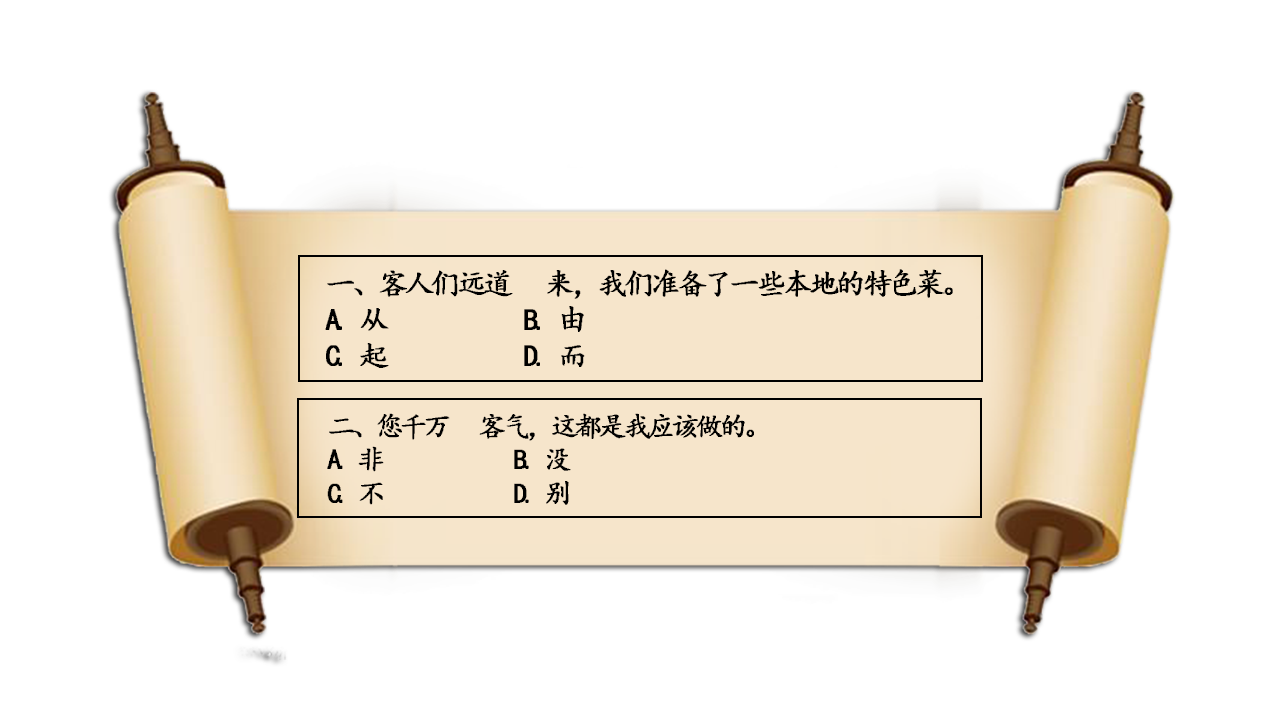 一、客人们远道　来，我们准备了一些本地的特色菜。
A. 从　　　　B. 由
C. 起　　　　D. 而
二、您千万　客气，这都是我应该做的。
A. 非　　　　B. 没
C. 不　　　　D. 别